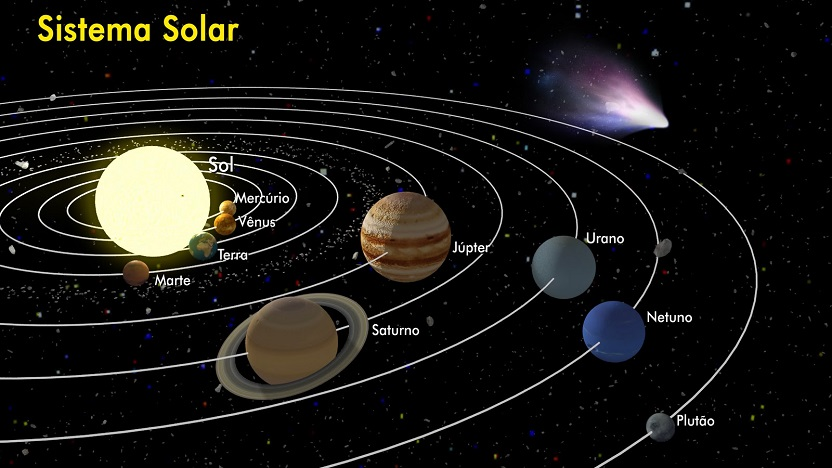 Sistema Solar
Sol
Mercúrio
Vênus
Terra
Marte
Júpter
Saturno
Urano
Netuno
Plutão